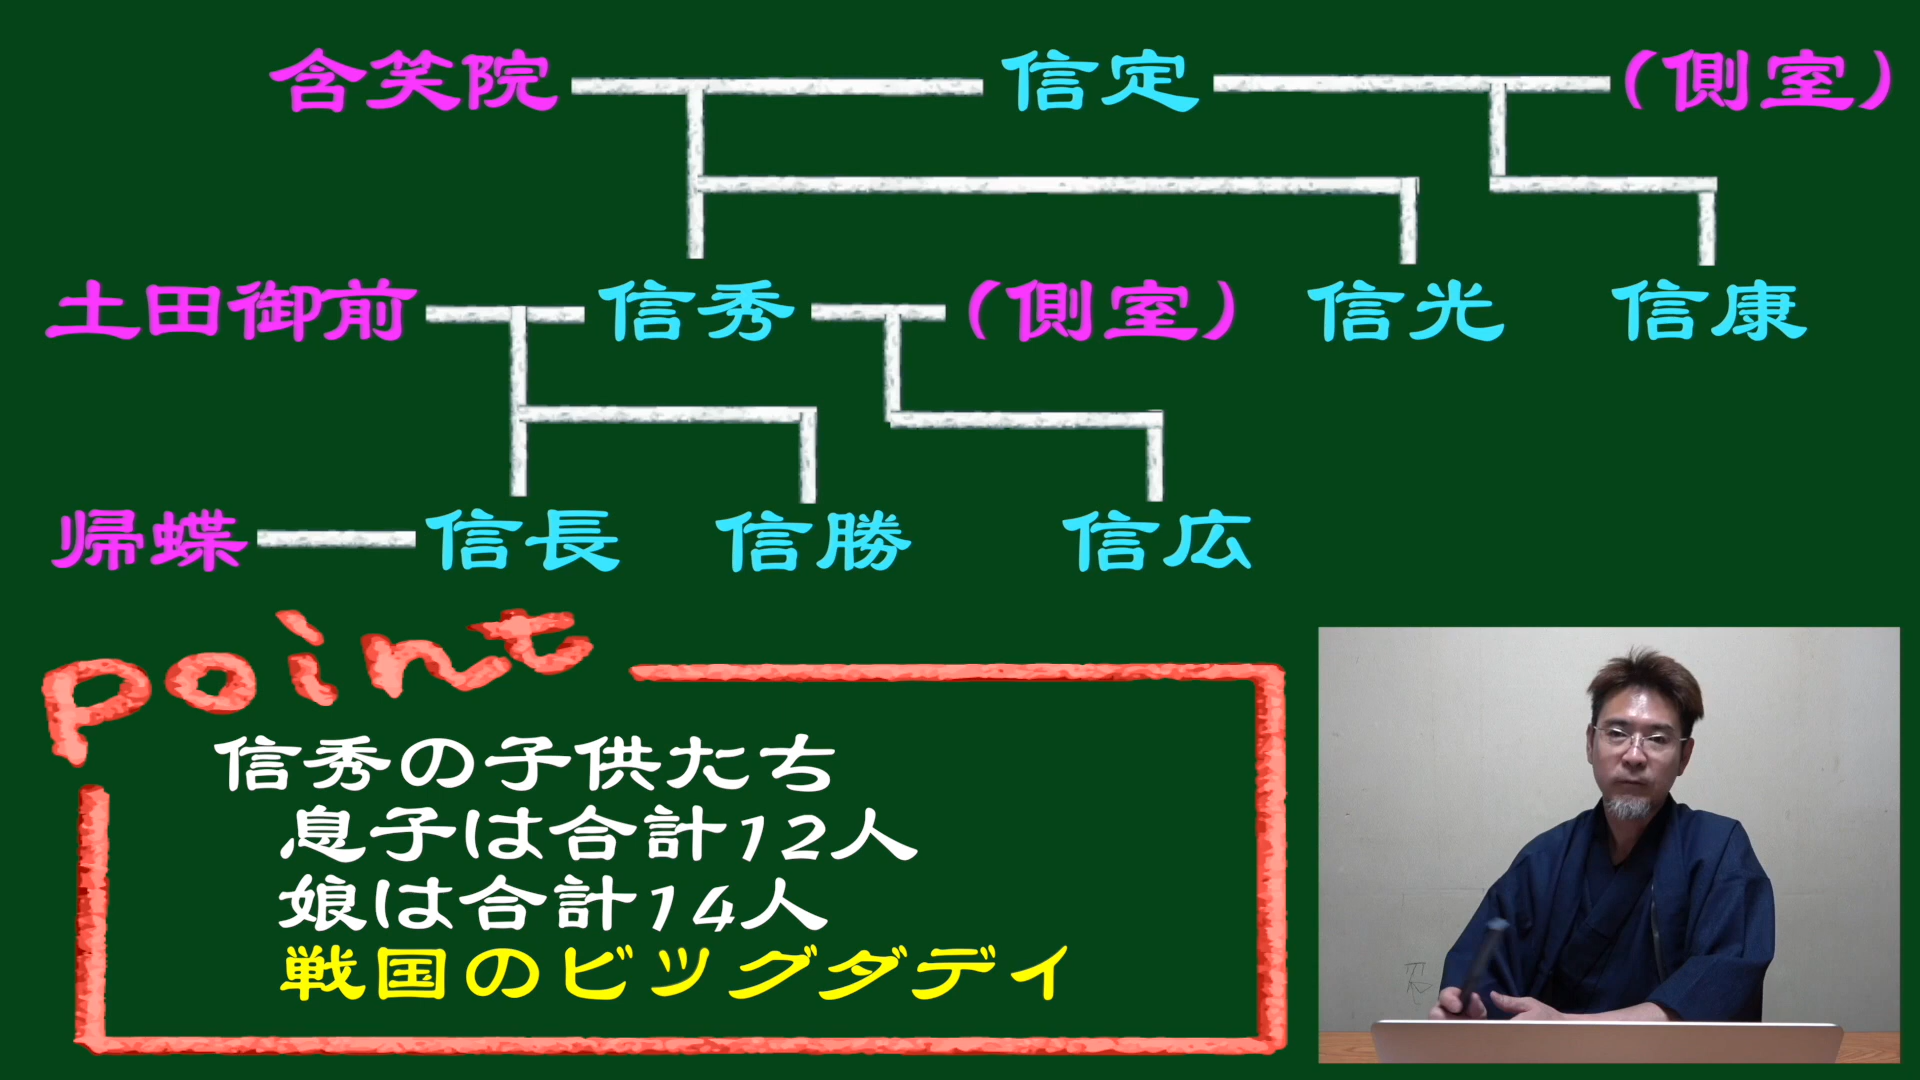 含笑院 信定 (側室)
土田御前 信秀 (側室) 信光 信康
帰蝶 信長 信勝 信広
point
信秀の子供たち
息子は合計12人
娘は合計14人
戦国のビッグダディ